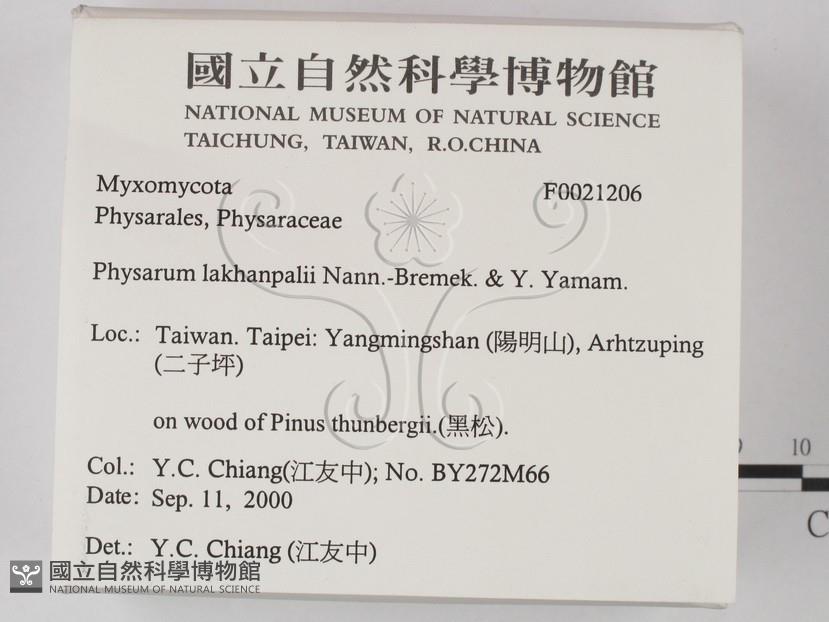 國立自然科學博物館
NATIONAL MUSEUM OF NATURAL SCIENCE
TAICHUNG, TAIWAN, R.O.CHINA
Myxomycota F0021206
Physarales, Physaraceae
Physarum lakhanpalii Nann.-Bremek. & Y. Yamam.
Loc.: Taiwan. Taipei: Yangmingshan (陽明山), Arhtzuping
(二子坪)
on wood of Pinus thunbergii.(黑松).
10
Col.: Y.C. Chiang(江友中); No. BY272M66
Date: Sep. 11, 2000
C
Det.: Y.C. Chiang (江友中)
國立自然科學博物館
NATIONAL MUSEUM OF NATURAL SCIENCE